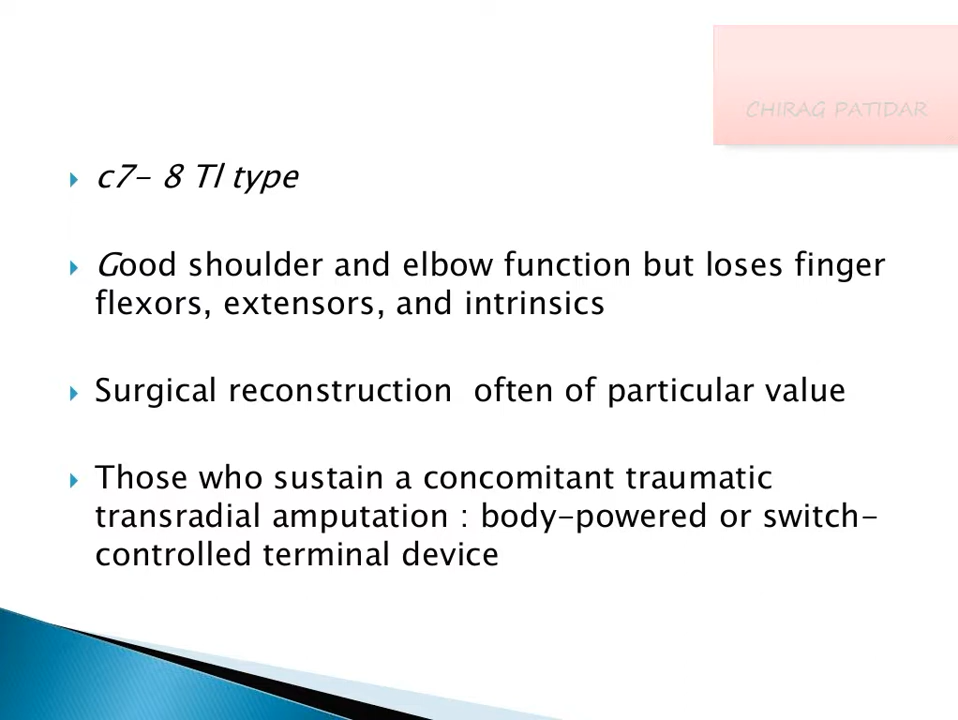 CHIRAG PATIDAR
c7- 8 Tl type
Good shoulder and elbow function but loses finger
flexors, extensors, and intrinsics
Surgical reconstruction often of particular value
Those who sustain a concomitant traumatic
transradial amputation : body-powered or switch-
controlled terminal device